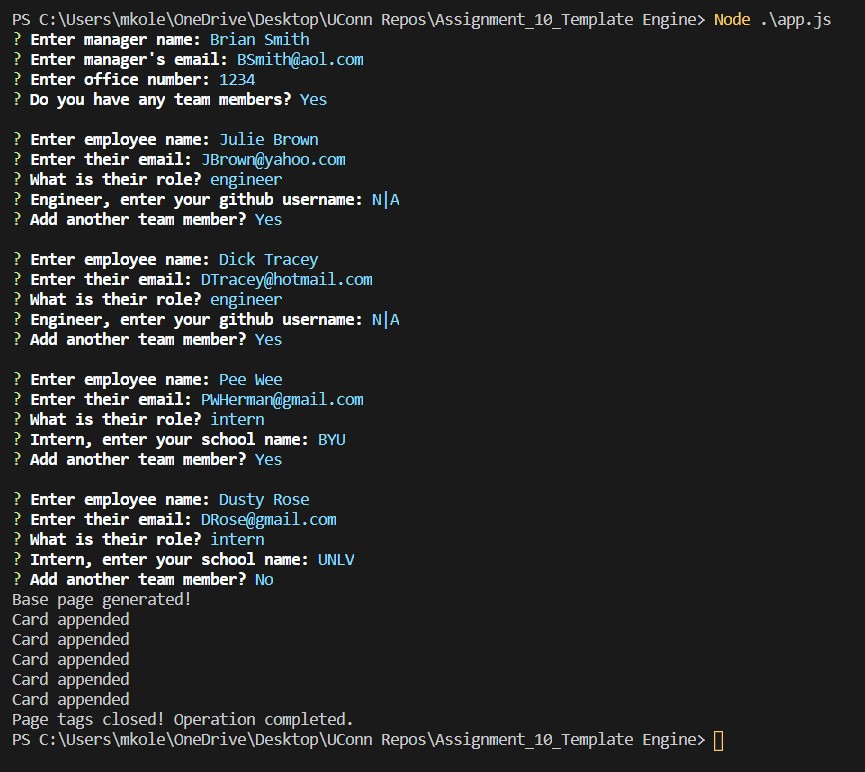 PS C:\Users\mkole\OneDrive\Desktop\UConn Repos\Assignment_10_Template Engine> Node .\app.js
? Enter manager name: Brian Smith
? Enter manager's email: BSmith@aol.com
? Enter office number: 1234
? Do you have any team members? Yes
? Enter employee name: Julie Brown
? Enter their email: JBrown@yahoo.com
? What is their role? engineer
? Engineer, enter your github username: N|A
? Add another team member? Yes
? Enter employee name: Dick Tracey
? Enter their email: DTracey@hotmail.com
? What is their role? engineer
? Engineer, enter your github username: N|A
? Add another team member? Yes
? Enter employee name: Pee Wee
? Enter their email: PWHerman@gmail.com
? What is their role? intern
? Intern, enter your school name: BYU
? Add another team member? Yes
? Enter employee name: Dusty Rose
? Enter their email: DRose@gmail.com
? What is their role? intern
? Intern, enter your school name: UNLV
? Add another team member? No
Base page generated!
Card appended
Card appended
Card appended
Card appended
Card appended
Page tags closed! Operation completed.
PS C:\Users\mkole\OneDrive\Desktop\UConn Repos\Assignment_10_Template Engine>